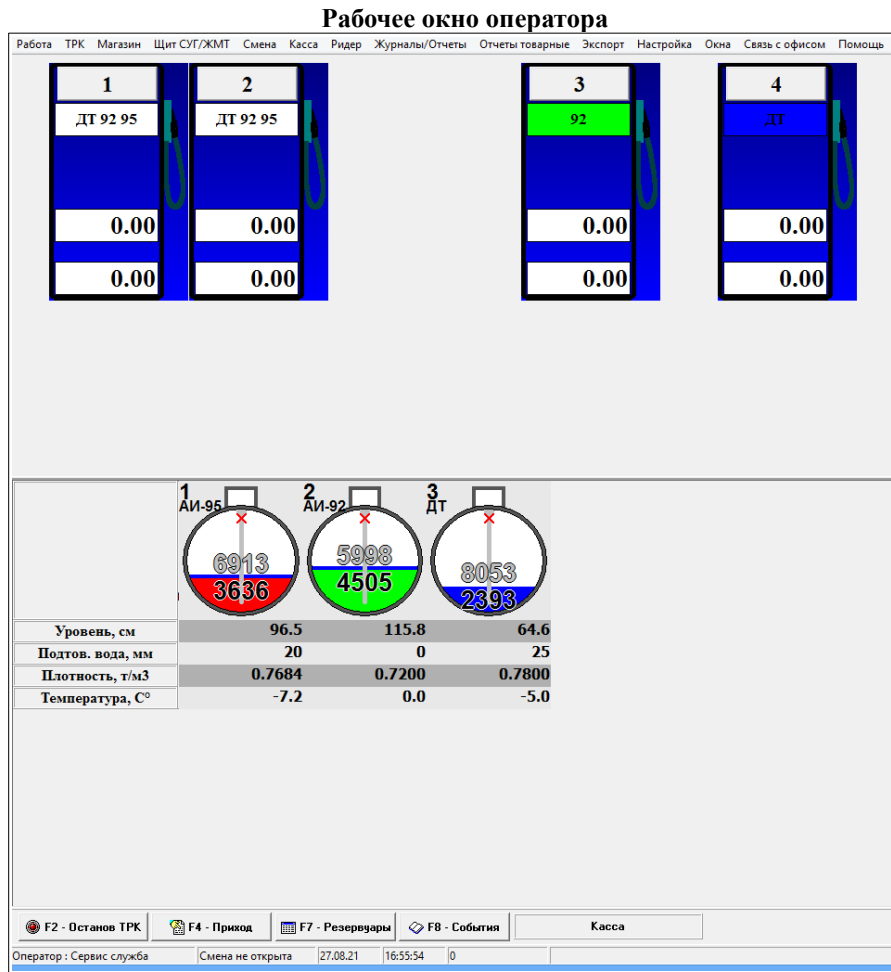 Рабочее окно оператора
Работа ТРК Магазин Щит СУГ/ЖМТ Смена Касса Ридер Журналы/Отчеты Отчеты товарные Экспорт Настройка Окна Связь с офисом Помощь
1 2 3 4
ДТ 92 95 ДТ 92 95 92 ДТ
0.00 0.00 0.00 0.00
0.00 0.00 0.00 0.00
1 2 3
АИ-95 АИ-92 ДТ
6913 5998 8053
3636 4505 2393
Уровень, см 96.5 115.8 64.6
Подтов. вода, мм 20 0 25
Плотность, т/м3 0.7684 0.7200 0.7800
Температура, С° -7.2 0.0 -5.0
F2 - Останов ТРК F4 - Приход F7 - Резервуары F8 - События Касса
Оператор : Сервис служба Смена не открыта 27.08.21 16:55:54 0